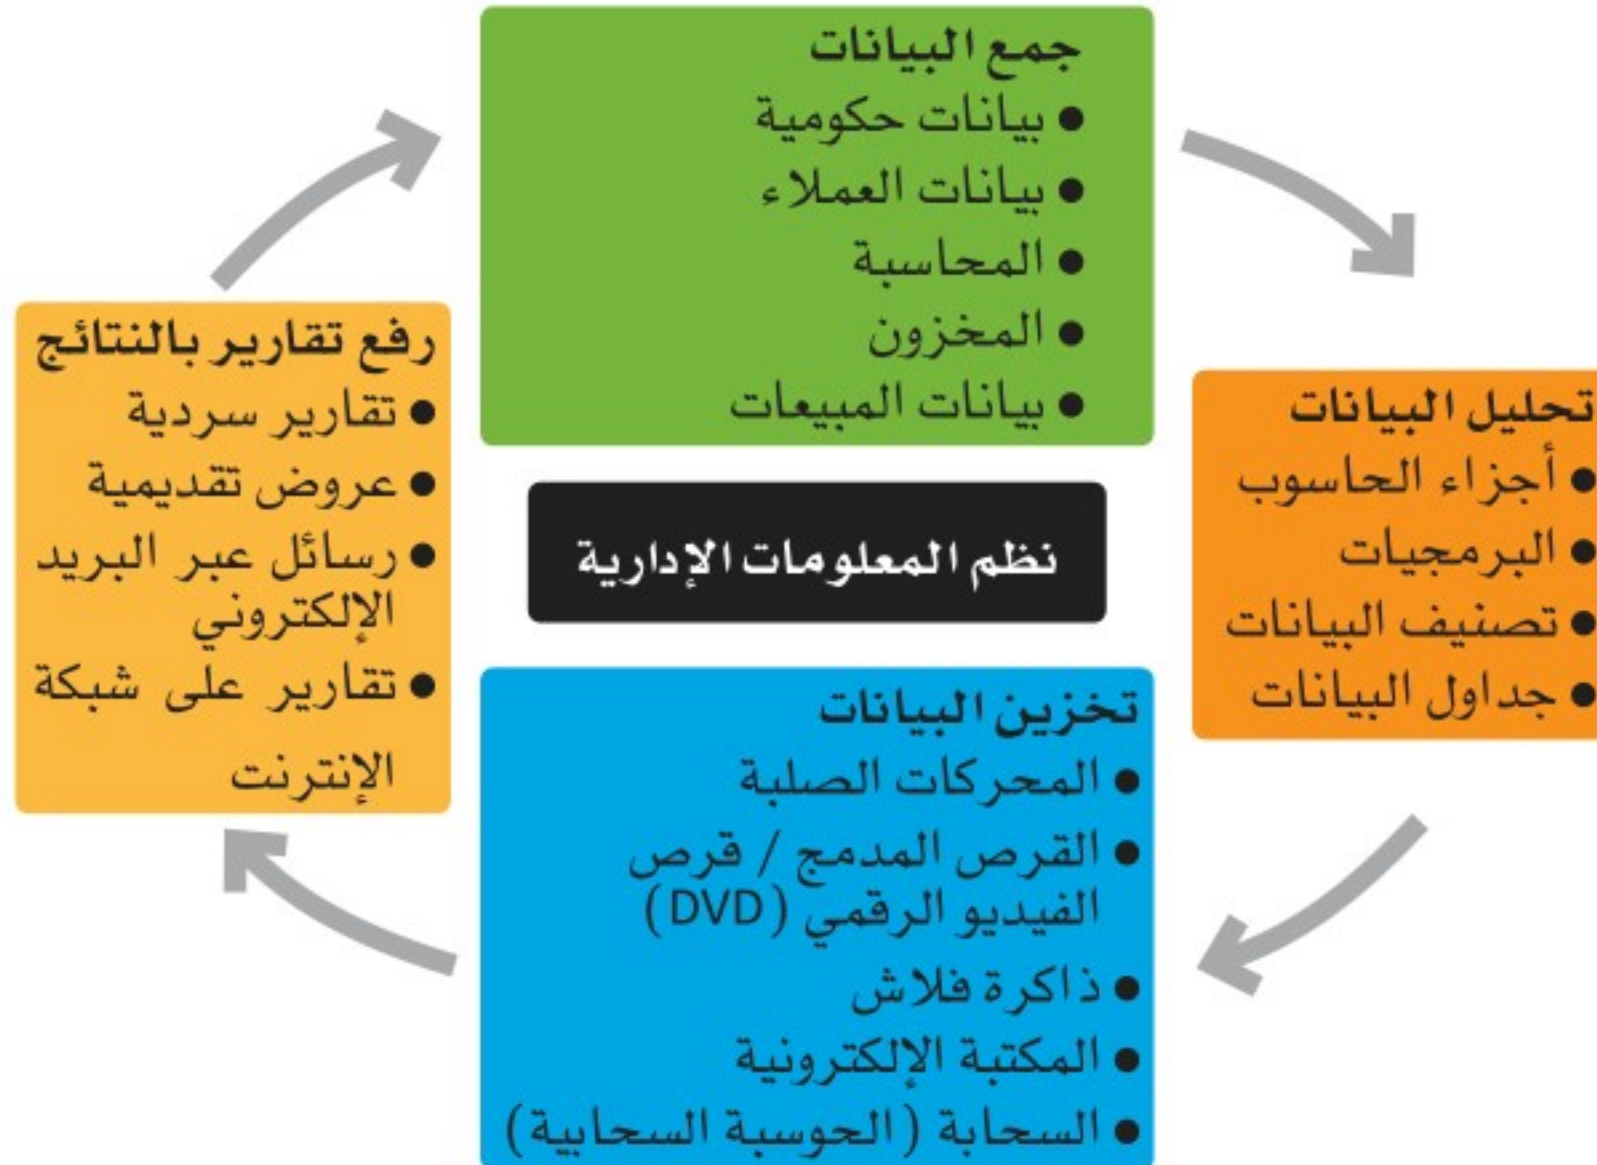 جمع البيانات
● بيانات حكومية
● بيانات العملاء
● المحاسبة
● المخزون
● بيانات المبيعات
تحليل البيانات
● أجزاء الحاسوب
● البرمجيات
● تصنيف البيانات
● جداول البيانات
نظم المعلومات الإدارية
تخزين البيانات
● المحركات الصلبة
● القرص المدمج / قرص
الفيديو الرقمي (DVD)
● ذاكرة فلاش
● المكتبة الإلكترونية
● السحابة (الحوسبة السحابية)
رفع تقارير بالنتائج
● تقارير سردية
● عروض تقديمية
● رسائل عبر البريد
الإلكتروني
● تقارير على شبكة
الإنترنت